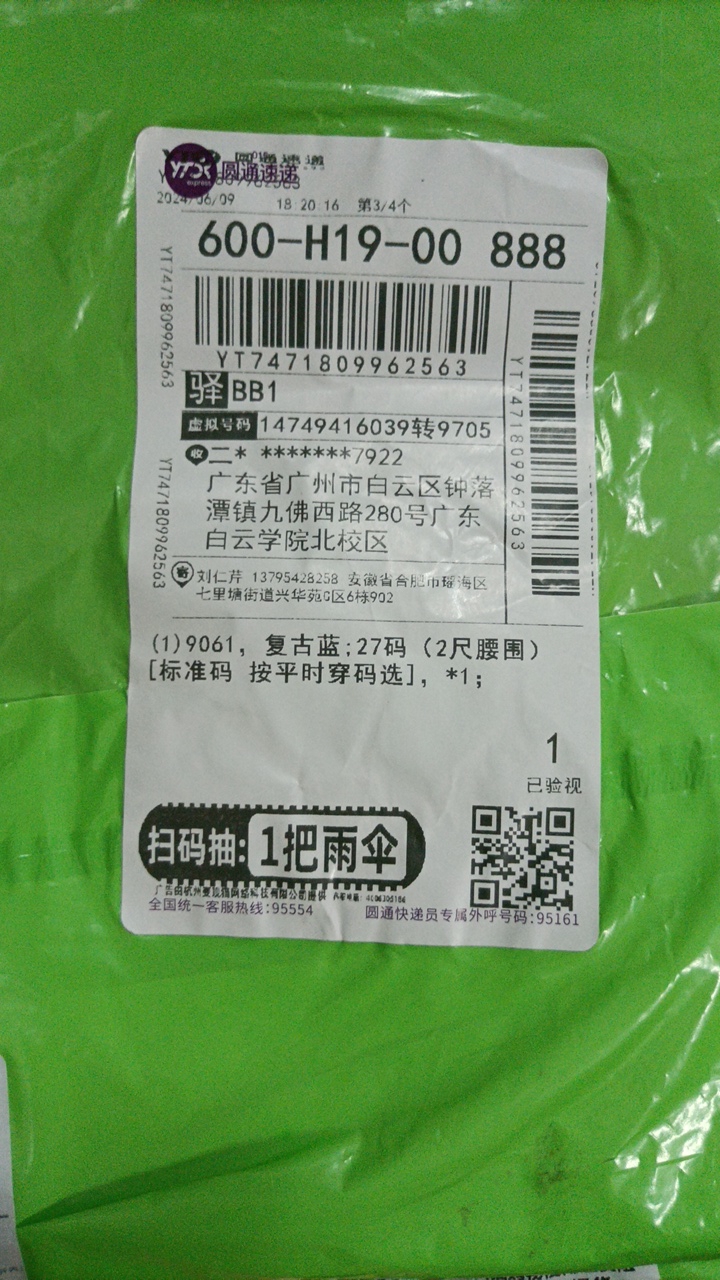 YTO express 圆通速递
2024/06/09 18:20:16 第3/4个
600-H19-00 888
YT7471809962563
YT7471809962563
YT7471809962563
YT7471809962563
驿 BB1
虚拟号码 14749416039转9705
收 二* *******7922
广东省广州市白云区钟落
潭镇九佛西路280号广东
白云学院北校区
寄 刘仁芹 13795428258 安徽省合肥市瑶海区
七里塘街道兴华苑G区6栋902
(1)9061, 复古蓝;27码（2尺腰围）
[标准码 按平时穿码选], *1;
1
已验视
扫码抽: 1把雨伞
全国统一客服热线:95554
圆通快递员专属外呼号码:95161